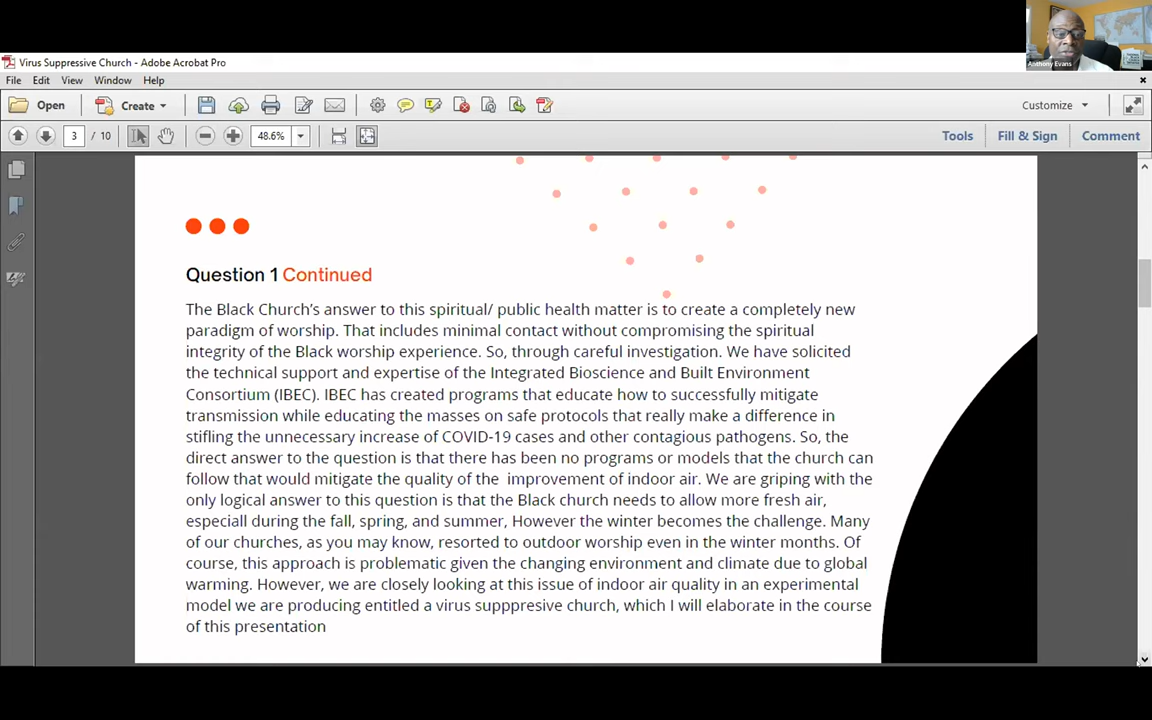 Virus Suppressive Church - Adobe Acrobat Pro
Anthony Evans
File Edit View Window Help
Open Create Customize
3 / 10 48.6% Tools Fill & Sign Comment
Question 1 Continued
The Black Church's answer to this spiritual/ public health matter is to create a completely new
paradigm of worship. That includes minimal contact without compromising the spiritual
integrity of the Black worship experience. So, through careful investigation. We have solicited
the technical support and expertise of the Integrated Bioscience and Built Environment
Consortium (IBEC). IBEC has created programs that educate how to successfully mitigate
transmission while educating the masses on safe protocols that really make a difference in
stifling the unnecessary increase of COVID-19 cases and other contagious pathogens. So, the
direct answer to the question is that there has been no programs or models that the church can
follow that would mitigate the quality of the improvement of indoor air. We are griping with the
only logical answer to this question is that the Black church needs to allow more fresh air,
especiall during the fall, spring, and summer, However the winter becomes the challenge. Many
of our churches, as you may know, resorted to outdoor worship even in the winter months. Of
course, this approach is problematic given the changing environment and climate due to global
warming. However, we are closely looking at this issue of indoor air quality in an experimental
model we are producing entitled a virus supppresive church, which I will elaborate in the course
of this presentation